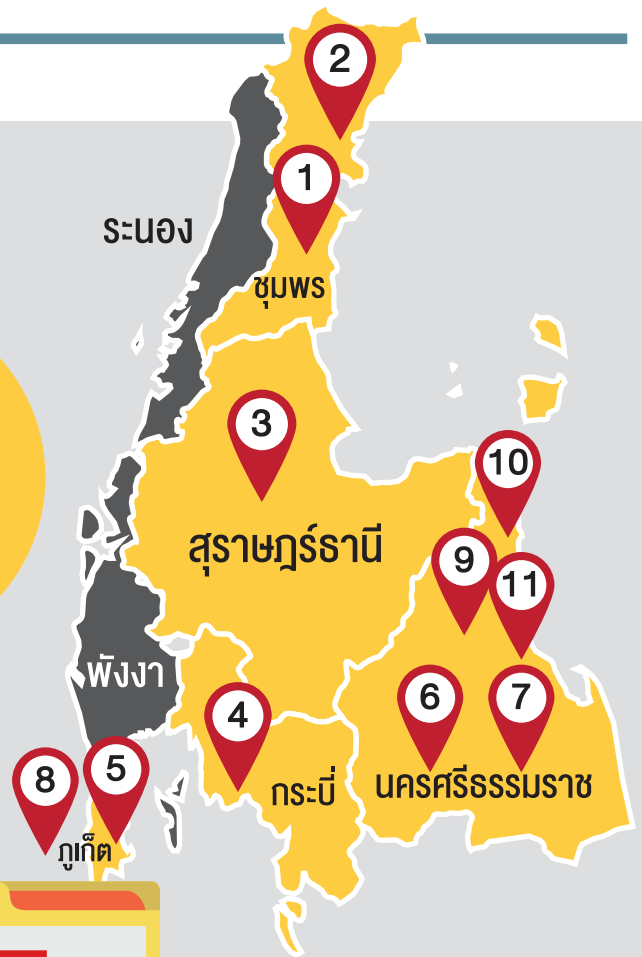 2
1
ระนอง
ชุมพร
3
10
สุราษฎร์ธานี
9
11
พังงา
6
7
4
5
8
กระบี่
นครศรีธรรมราช
ภูเก็ต